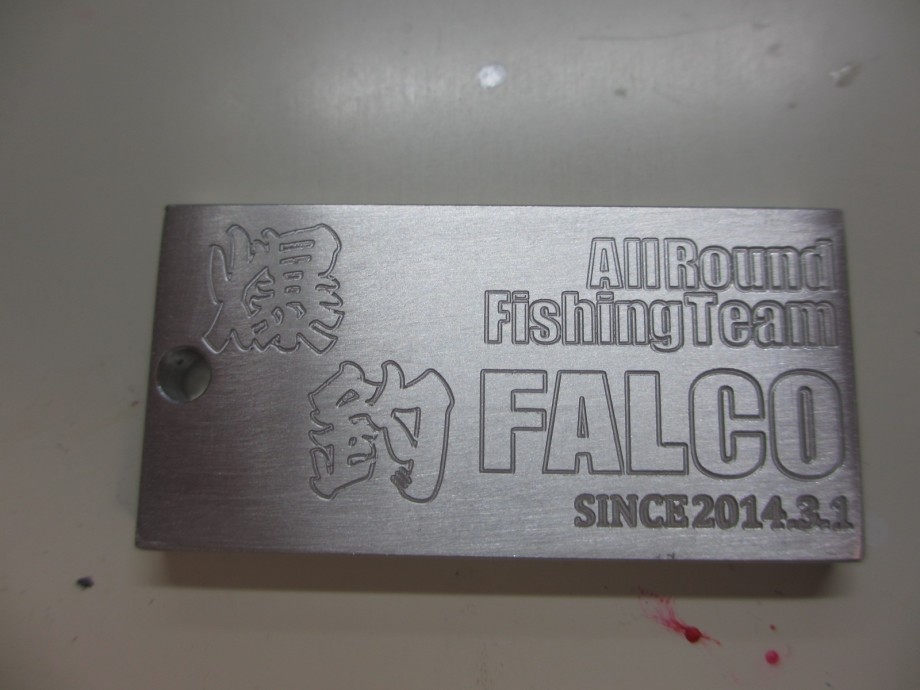 爆釣
All Round
Fishing Team
FALCO
SINCE 2014.3.1